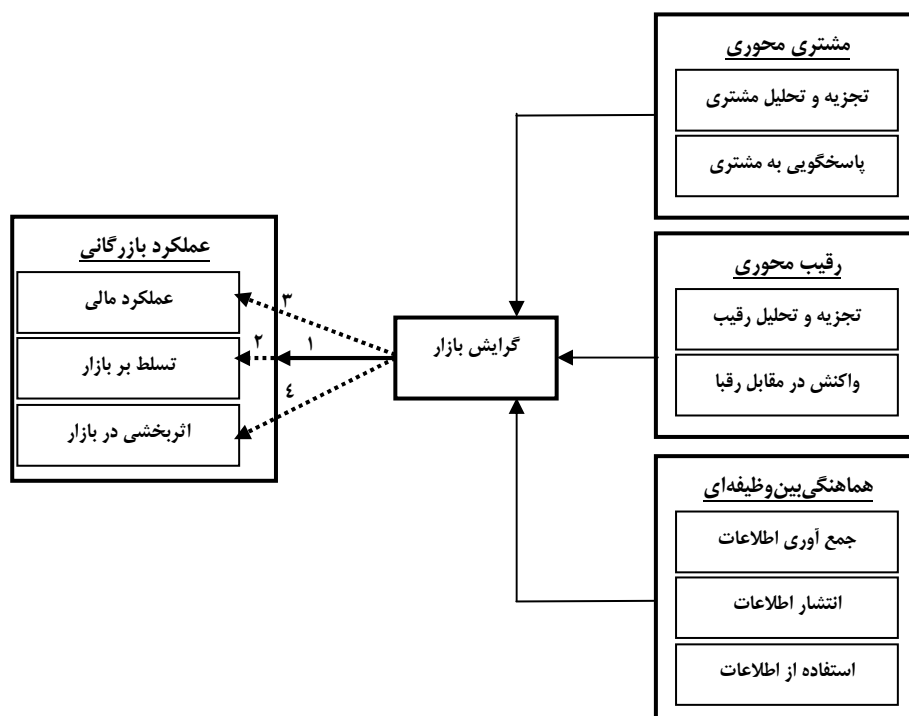 مشتری محوری
تجزیه و تحلیل مشتری
پاسخگویی به مشتری
رقیب محوری
تجزیه و تحلیل رقیب
واکنش در مقابل رقبا
هماهنگی‌بین‌وظیفه‌ای
جمع آوری اطلاعات
انتشار اطلاعات
استفاده از اطلاعات
گرایش بازار
۳
۱
۲
٤
عملکرد بازرگانی
عملکرد مالی
تسلط بر بازار
اثربخشی در بازار